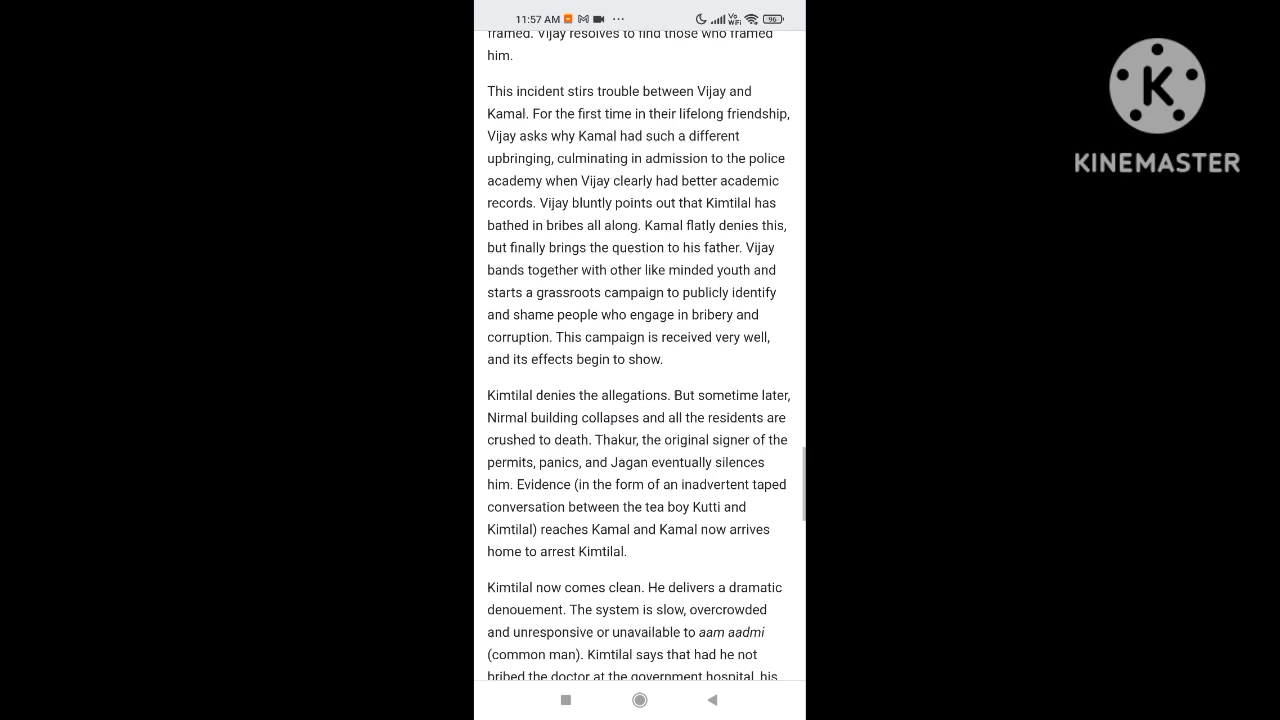 11:57 AM
Vo WiFi
96
framed. Vijay resolves to find those who framed
him.
This incident stirs trouble between Vijay and
Kamal. For the first time in their lifelong friendship,
Vijay asks why Kamal had such a different
upbringing, culminating in admission to the police
academy when Vijay clearly had better academic
records. Vijay bluntly points out that Kimtilal has
bathed in bribes all along. Kamal flatly denies this,
but finally brings the question to his father. Vijay
bands together with other like minded youth and
starts a grassroots campaign to publicly identify
and shame people who engage in bribery and
corruption. This campaign is received very well,
and its effects begin to show.
Kimtilal denies the allegations. But sometime later,
Nirmal building collapses and all the residents are
crushed to death. Thakur, the original signer of the
permits, panics, and Jagan eventually silences
him. Evidence (in the form of an inadvertent taped
conversation between the tea boy Kutti and
Kimtilal) reaches Kamal and Kamal now arrives
home to arrest Kimtilal.
Kimtilal now comes clean. He delivers a dramatic
denouement. The system is slow, overcrowded
and unresponsive or unavailable to aam aadmi
(common man). Kimtilal says that had he not
bribed the doctor at the government hospital, his
K
KINEMASTER